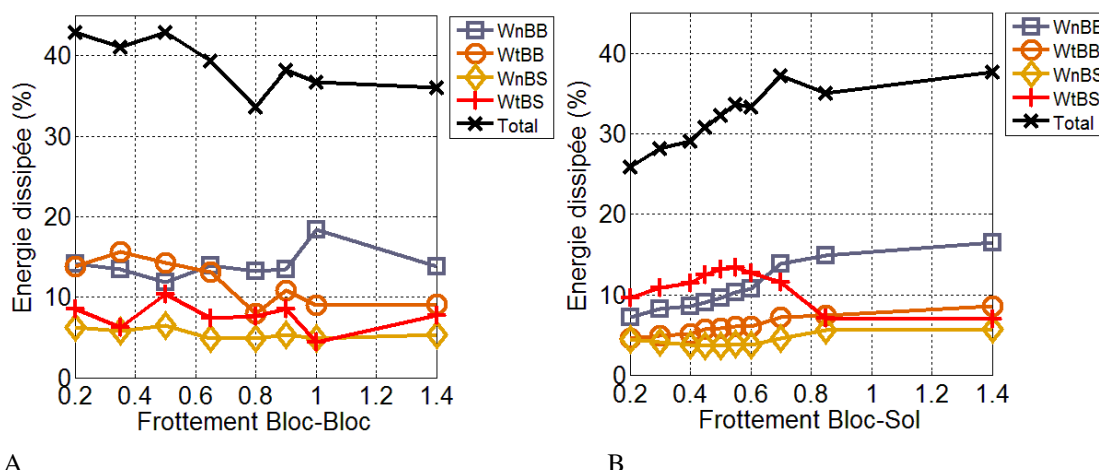 WnBB
WtBB
WnBS
WtBS
Total
Energie dissipée (%)
40
30
20
10
0
0.2 0.4 0.6 0.8 1 1.2 1.4
Frottement Bloc-Bloc
A
WnBB
WtBB
WnBS
WtBS
Total
Energie dissipée (%)
40
30
20
10
0
0.2 0.4 0.6 0.8 1 1.2 1.4
Frottement Bloc-Sol
B